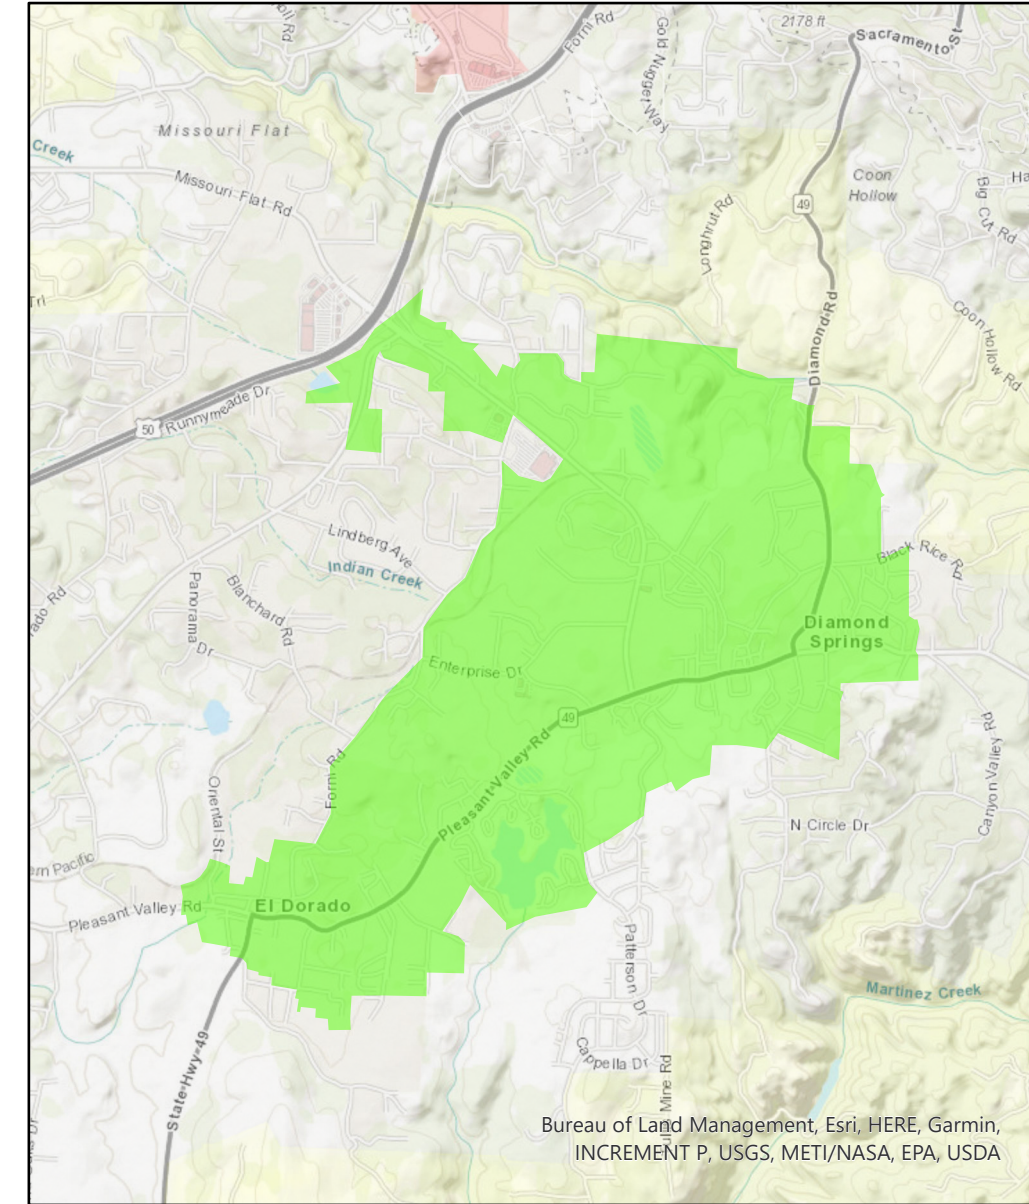 2178 ft
Sacramento St
Forni Rd
Gold Nugget Way
Missouri Flat
Creek
Missouri Flat Rd
Coon
Hollow
49
Big Cut Rd
Longhrut Rd
Coon Hollow Rd
Diamond Rd
50
Runnymeade Dr
Lindberg Ave
Indian Creek
Black Rice Rd
Panorama Dr
Blanchard Rd
Diamond
Springs
Enterprise Dr
49
Pleasant Valley Rd
Canyon Valley Rd
Oriental St
Forni Rd
N Circle Dr
Pleasant Valley Rd
El Dorado
Patterson Dr
Martinez Creek
Cappella Dr
Mine Rd
State Hwy 49
Bureau of Land Management, Esri, HERE, Garmin,
INCREMENT P, USGS, METI/NASA, EPA, USDA